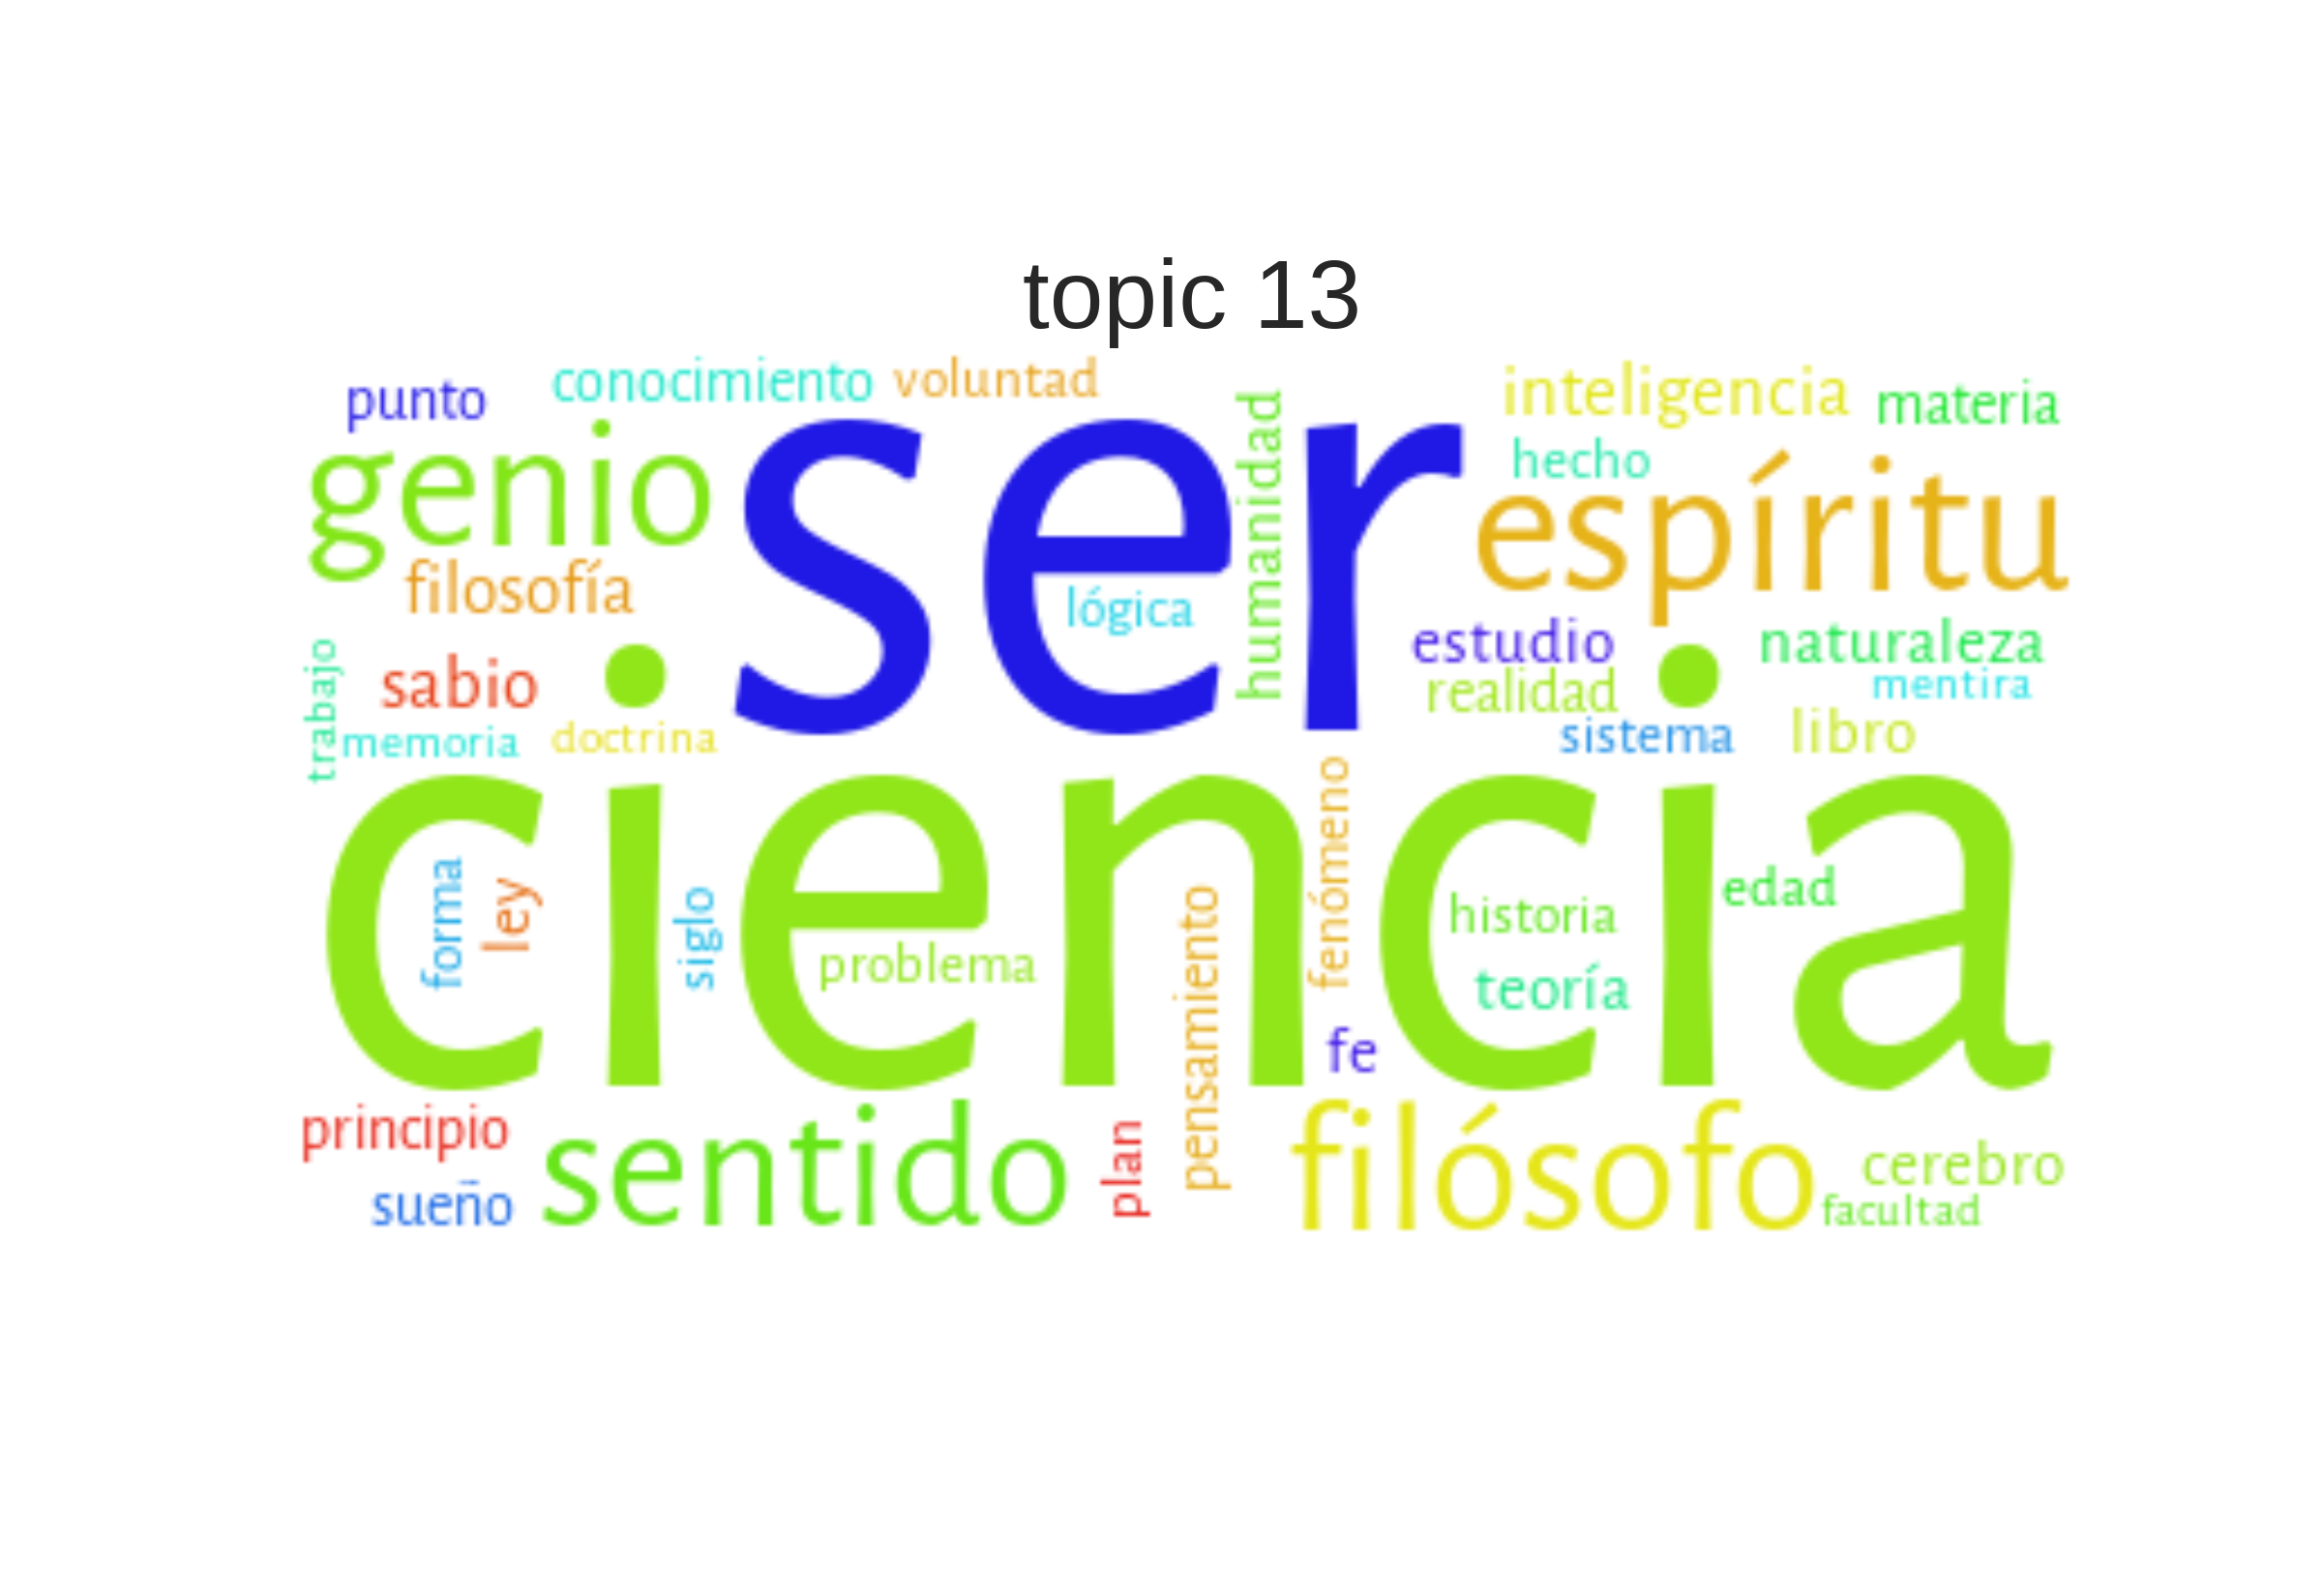 topic 13
punto
conocimiento
voluntad
inteligencia
materia
genio
ser
humanidad
hecho
espíritu
filosofía
lógica
estudio
naturaleza
trabajo
sabio
realidad
mentira
memoria
doctrina
sistema
libro
ciencia
forma
ley
siglo
problema
pensamiento
fenómeno
historia
edad
teoría
fe
principio
sentido
plan
filósofo
cerebro
sueño
facultad